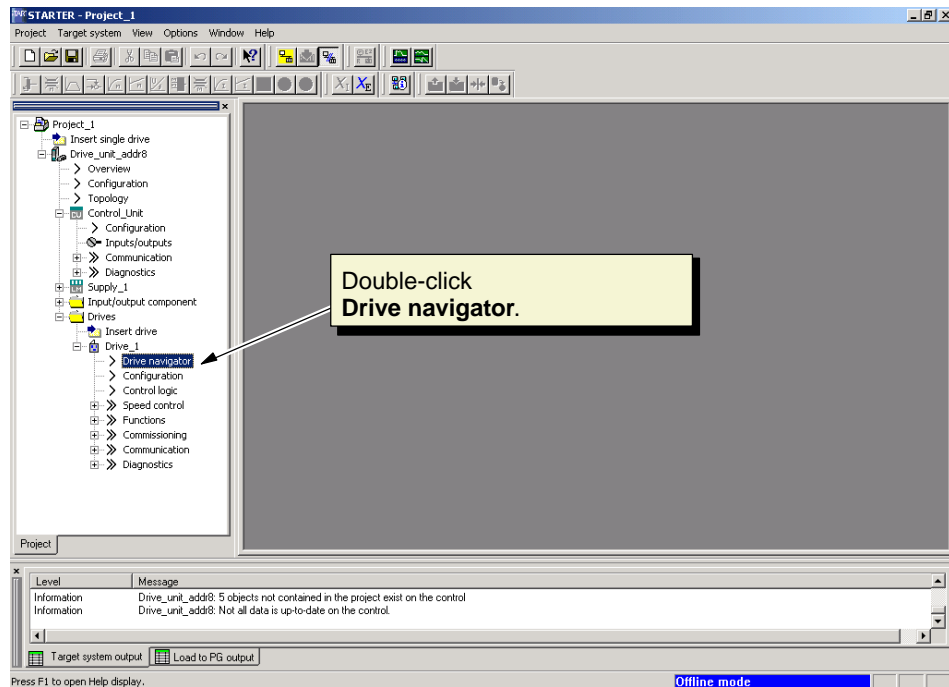 STARTER - Project_1
Project Target system View Options Window Help
Project_1
Insert single drive
Drive_unit_addr8
Overview
Configuration
Topology
Control_Unit
Configuration
Inputs/outputs
Communication
Diagnostics
Supply_1
Input/output component
Drives
Insert drive
Drive_1
Drive navigator
Configuration
Control logic
Speed control
Functions
Commissioning
Communication
Diagnostics
Double-click
Drive navigator.
Project
Level Message
Information Drive_unit_addr8: 5 objects not contained in the project exist on the control
Information Drive_unit_addr8: Not all data is up-to-date on the control.
Target system output Load to PG output
Press F1 to open Help display. Offline mode